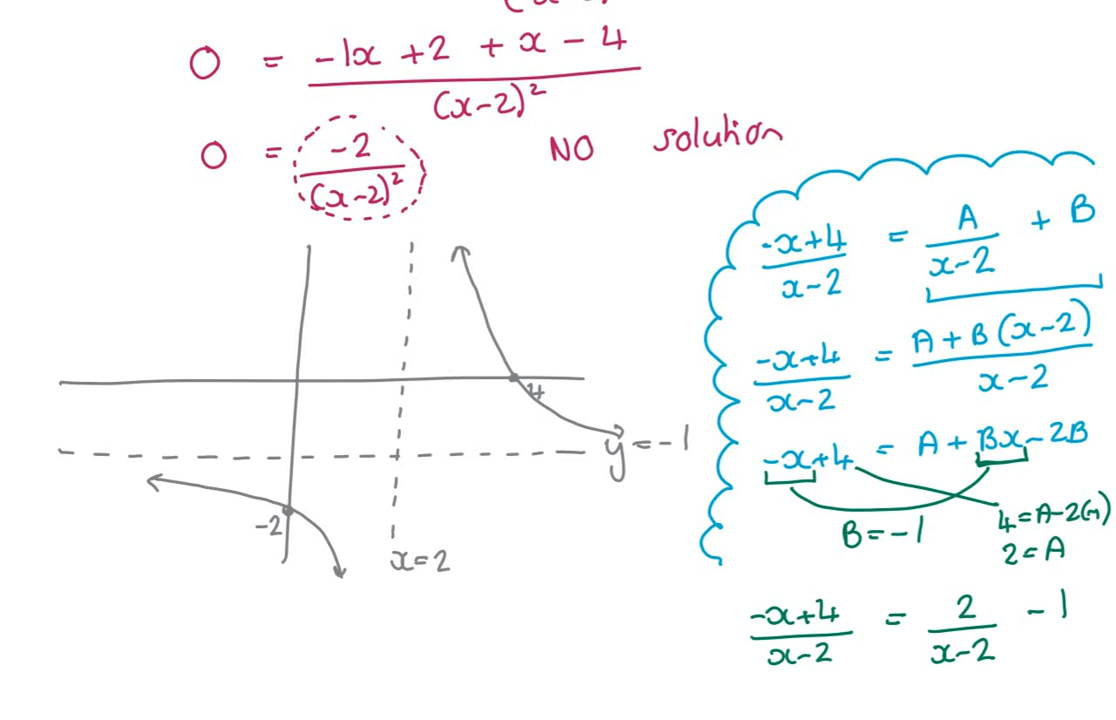 0 = (-1x + 2 + x - 4)/(x-2)²
0 = -2/(x-2)² NO solution
4
y = -1
-2
x = 2
(-x+4)/(x-2) = A/(x-2) + B
(-x+4)/(x-2) = (A + B(x-2))/(x-2)
-x+4 = A + Bx - 2B
B = -1
4 = A-2(-1)
2 = A
(-x+4)/(x-2) = 2/(x-2) - 1